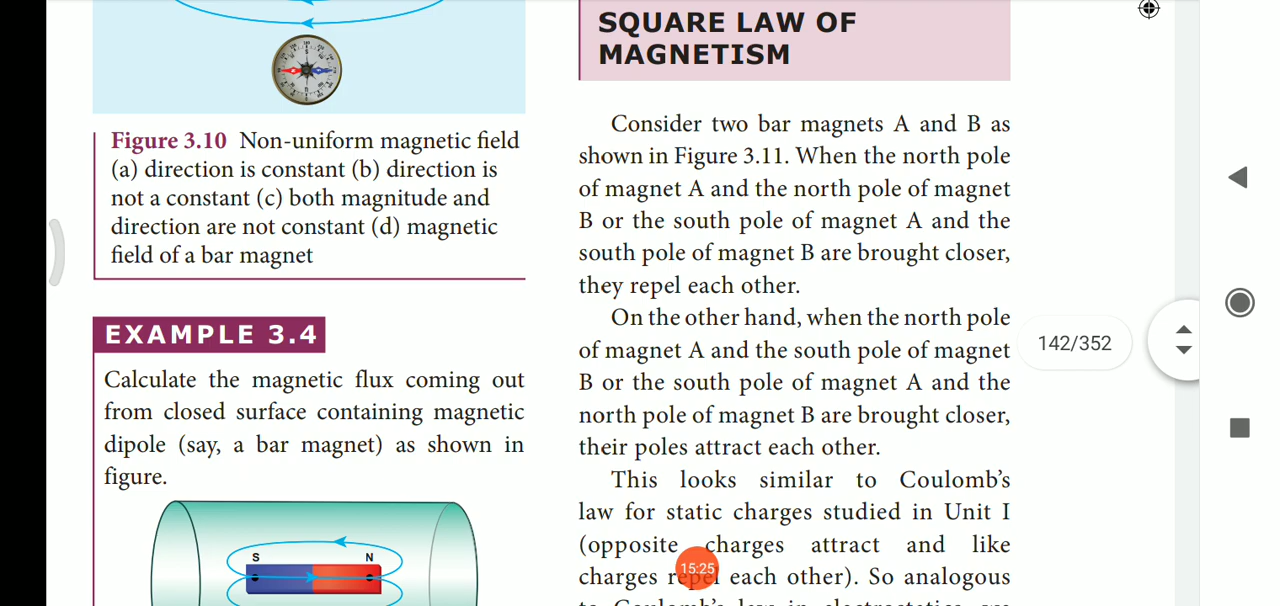 Figure 3.10 Non-uniform magnetic field
(a) direction is constant (b) direction is
not a constant (c) both magnitude and
direction are not constant (d) magnetic
field of a bar magnet
EXAMPLE 3.4
Calculate the magnetic flux coming out
from closed surface containing magnetic
dipole (say, a bar magnet) as shown in
figure.
S
N
SQUARE LAW OF
MAGNETISM
Consider two bar magnets A and B as
shown in Figure 3.11. When the north pole
of magnet A and the north pole of magnet
B or the south pole of magnet A and the
south pole of magnet B are brought closer,
they repel each other.
On the other hand, when the north pole
of magnet A and the south pole of magnet
B or the south pole of magnet A and the
north pole of magnet B are brought closer,
their poles attract each other.
This looks similar to Coulomb's
law for static charges studied in Unit I
(opposite charges attract and like
charges repel each other). So analogous
to Coulomb's law in electrostatics, we
15:25
142/352